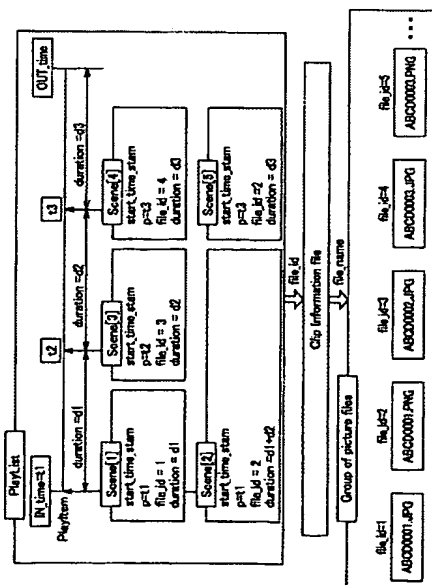 PlayList
IN_time=t1
t2
t3
OUT_time
PlayItem
duration =d1
duration =d2
duration =d3
Scene[1]
start_time_stam
p=t1
file_id = 1
duration = d1
Scene[3]
start_time_stam
p=t2
file_id = 3
duration = d2
Scene[4]
start_time_stam
p=t3
file_id = 4
duration = d3
Scene[2]
start_time_stam
p=t1
file_id = 2
duration =d1+d2
Scene[5]
start_time_stam
p=t3
file_id =2
duration = d3
file_id
Clip Information file
file_name
Group of picture files
file_id=1
ABCD0001.JPG
file_id=2
ABCD0001.PNG
file_id=3
ABCD0002.JPG
file_id=4
ABCD0003.JPG
file_id=5
ABCD0003.PNG
...